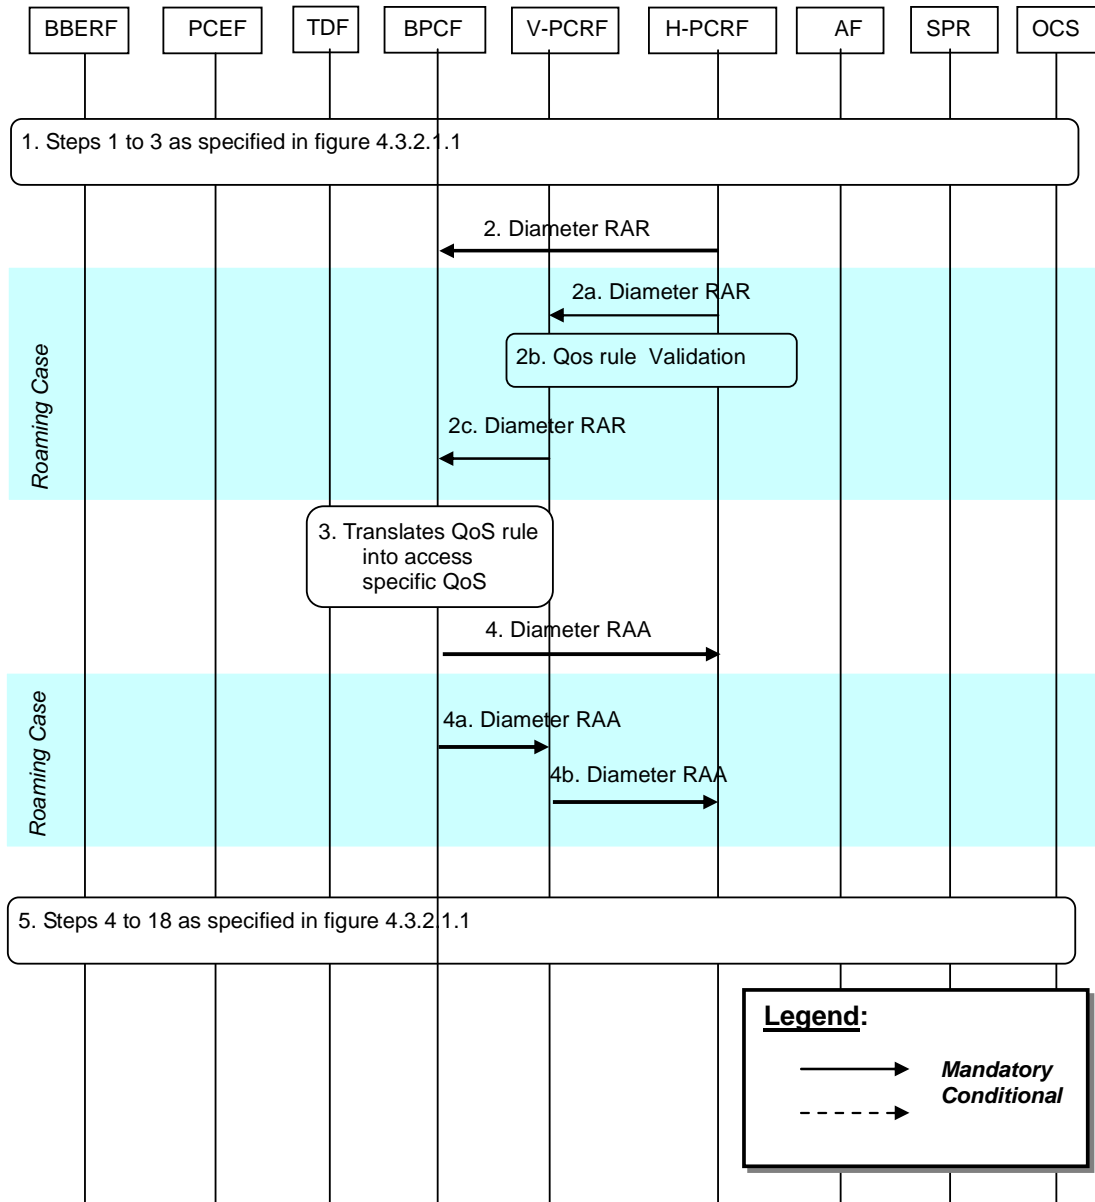 BBERF PCEF TDF BPCF V-PCRF H-PCRF AF SPR OCS
1. Steps 1 to 3 as specified in figure 4.3.2.1.1
2. Diameter RAR
2a. Diameter RAR
2b. Qos rule Validation
Roaming Case
2c. Diameter RAR
3. Translates QoS rule
into access
specific QoS
4. Diameter RAA
Roaming Case
4a. Diameter RAA
4b. Diameter RAA
5. Steps 4 to 18 as specified in figure 4.3.2.1.1
Legend:
Mandatory
Conditional